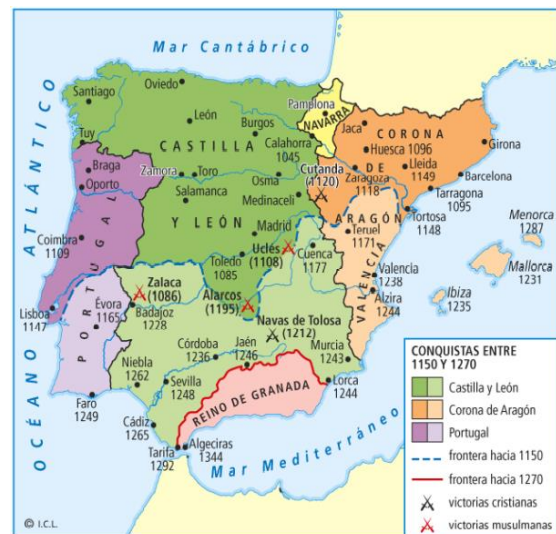 Mar Cantábrico
OCÉANO ATLÁNTICO
Santiago
Oviedo
León
Burgos
Tuy
CASTILLA
Y LEÓN
Pamplona
NAVARRA
Calahorra
1045
Jaca
CORONA
DE
ARAGÓN
Huesca 1096
Girona
Lleida
1149
Zaragoza
1118
Barcelona
Tarragona
1095
Tortosa
1148
Braga
Oporto
Zamora
Toro
Osma
Salamanca
Medinaceli
Cutanda
(1120)
Madrid
Teruel
1171
Menorca
1287
Mallorca
1231
Ibiza
1235
PORTUGAL
Coimbra
1109
Toledo
1085
Uclés
(1108)
Cuenca
1177
VALENCIA
Valencia
1238
Álzira
1244
Zalaca
(1086)
Badajoz
1228
Alarcos
(1195)
Navas de Tolosa
(1212)
Lisboa
1147
Évora
1165
PORT
Córdoba
1236
Jaén
1246
Murcia
1243
Lorca
1244
Niebla
1262
Sevilla
1248
REINO DE GRANADA
Faro
1249
Cádiz
1265
Tarifa
1292
Algeciras
1344
Mar Mediterráneo
CONQUISTAS ENTRE
1150 Y 1270
Castilla y León
Corona de Aragón
Portugal
frontera hacia 1150
frontera hacia 1270
victorias cristianas
victorias musulmanas
© I.C.L.